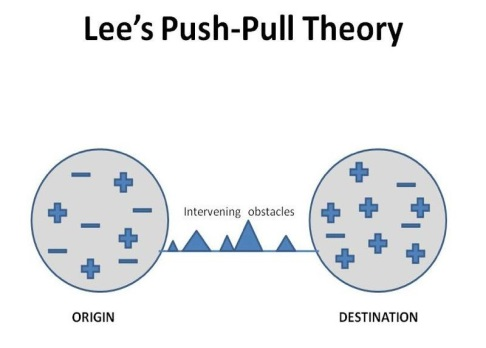 Lee's Push-Pull Theory
Intervening obstacles
ORIGIN
DESTINATION